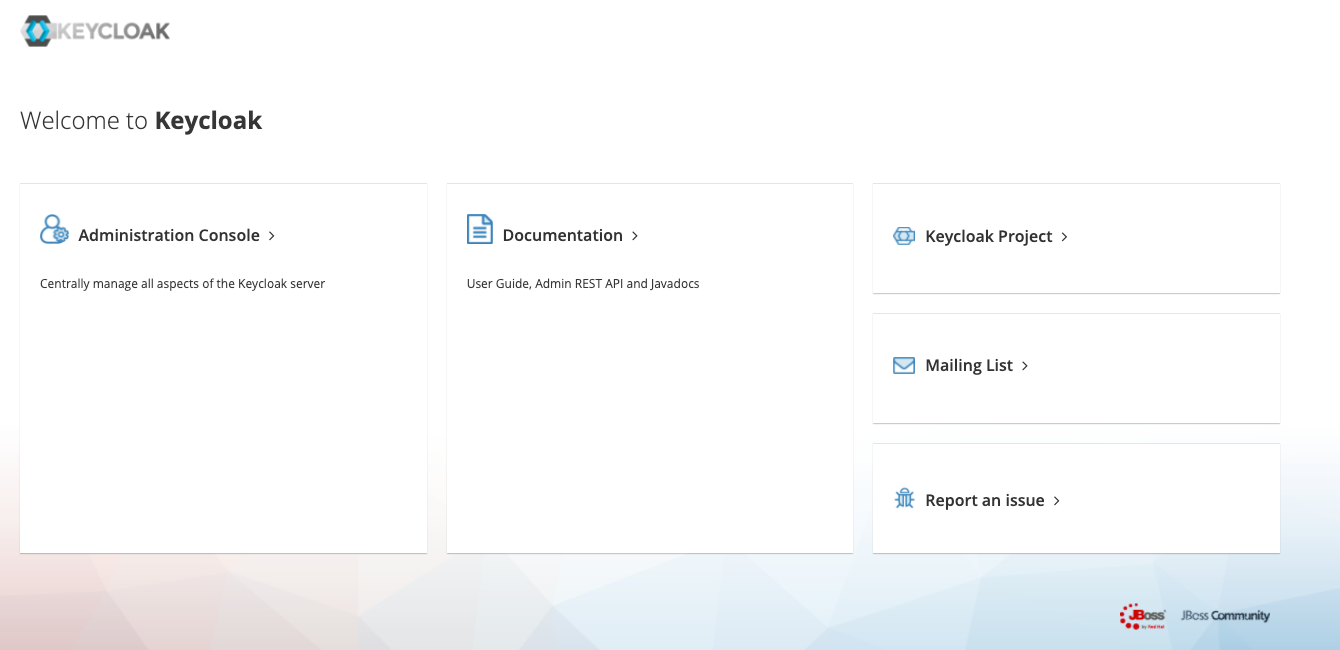 KEYCLOAK
Welcome to Keycloak
Administration Console
Centrally manage all aspects of the Keycloak server
Documentation
User Guide, Admin REST API and Javadocs
Keycloak Project
Mailing List
Report an issue
JBoss
by Red Hat
JBoss Community